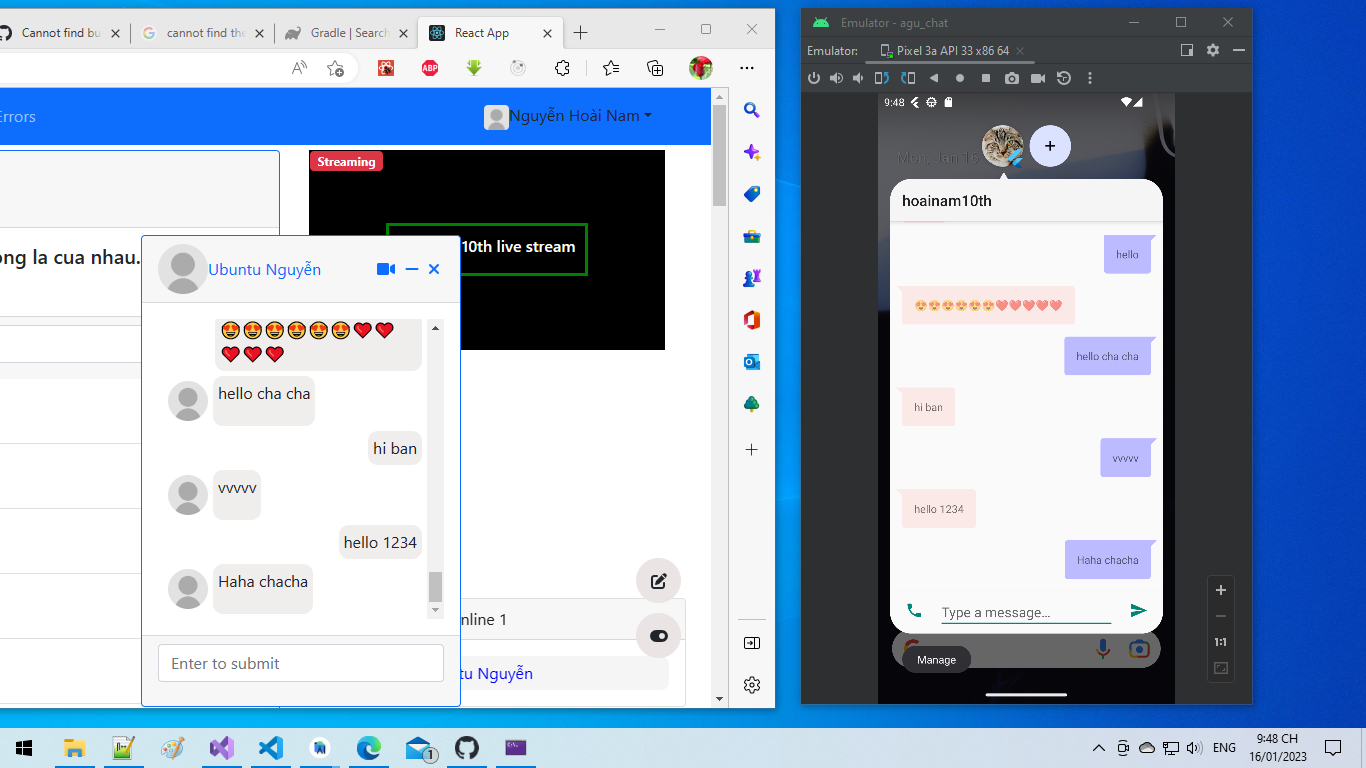 Cannot find bu
cannot find the
Gradle | Search
React App
Errors
Nguyễn Hoài Nam
Streaming
10th live stream
ong la cua nhau.
Ubuntu Nguyễn
😍😍😍😍😍😍❤️❤️
❤️❤️❤️
hello cha cha
hi ban
vvvvv
hello 1234
Haha chacha
Enter to submit
nline 1
tu Nguyễn
Emulator - agu_chat
Emulator:
Pixel 3a API 33 x86 64
9:48
Mon, Jan 16
hoainam10th
hello
😍😍😍😍😍😍❤️❤️❤️❤️❤️
hello cha cha
hi ban
vvvvv
hello 1234
Haha chacha
Type a message...
Manage
1:1
1
ENG
9:48 CH
16/01/2023